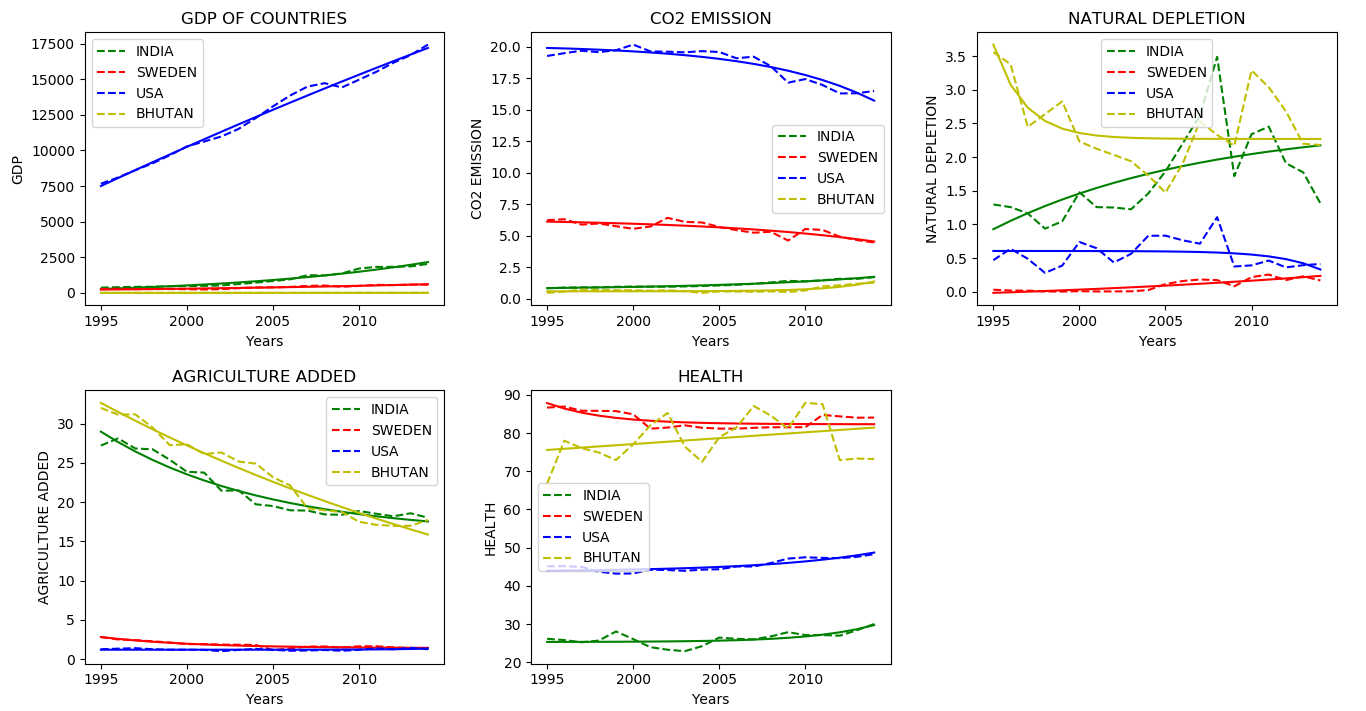 GDP OF COUNTRIES
GDP
17500
15000
12500
10000
7500
5000
2500
0
INDIA
SWEDEN
USA
BHUTAN
1995 2000 2005 2010
Years
CO2 EMISSION
CO2 EMISSION
20.0
17.5
15.0
12.5
10.0
7.5
5.0
2.5
0.0
INDIA
SWEDEN
USA
BHUTAN
1995 2000 2005 2010
Years
NATURAL DEPLETION
NATURAL DEPLETION
3.5
3.0
2.5
2.0
1.5
1.0
0.5
0.0
INDIA
SWEDEN
USA
BHUTAN
1995 2000 2005 2010
Years
AGRICULTURE ADDED
AGRICULTURE ADDED
30
25
20
15
10
5
0
INDIA
SWEDEN
USA
BHUTAN
1995 2000 2005 2010
Years
HEALTH
HEALTH
90
80
70
60
50
40
30
20
INDIA
SWEDEN
USA
BHUTAN
1995 2000 2005 2010
Years